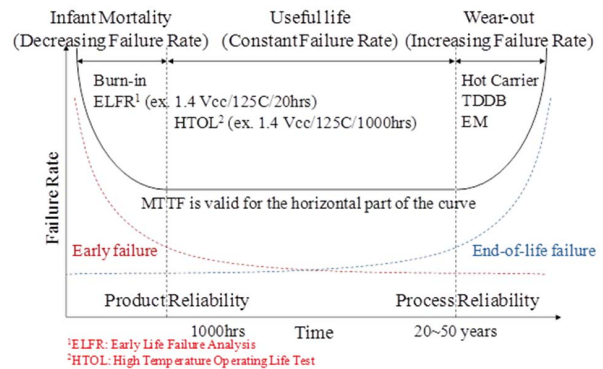 Infant Mortality
(Decreasing Failure Rate)
Useful life
(Constant Failure Rate)
Wear-out
(Increasing Failure Rate)
Burn-in
ELFR¹ (ex. 1.4 Vcc/125C/20hrs)
HTOL² (ex. 1.4 Vcc/125C/1000hrs)
Hot Carrier
TDDB
EM
Failure Rate
MTTF is valid for the horizontal part of the curve
Early failure
End-of-life failure
Product Reliability
Process Reliability
1000hrs
Time
20~50 years
¹ELFR: Early Life Failure Analysis
²HTOL: High Temperature Operating Life Test